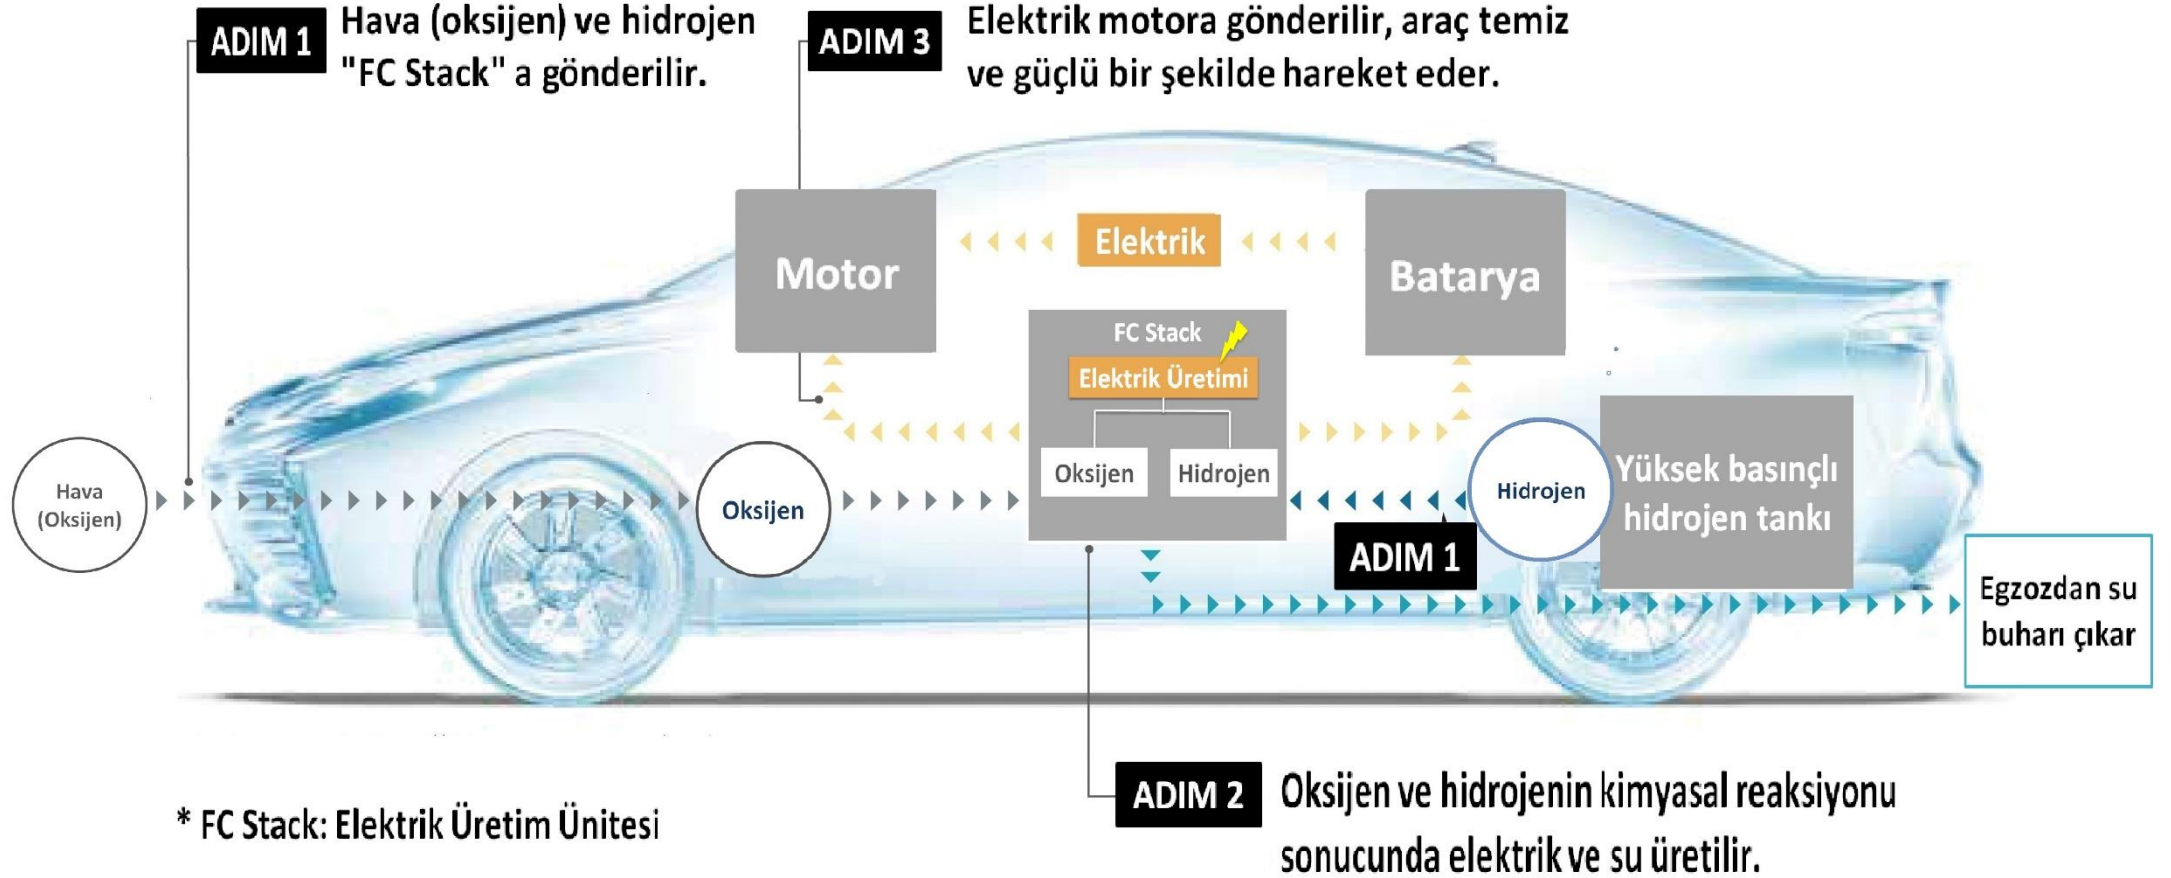 ADIM 1
Hava (oksijen) ve hidrojen
"FC Stack" a gönderilir.
ADIM 3
Elektrik motora gönderilir, araç temiz
ve güçlü bir şekilde hareket eder.
Motor
Elektrik
Batarya
FC Stack
Elektrik Üretimi
Oksijen
Hidrojen
Hava
(Oksijen)
Oksijen
Hidrojen
Yüksek basınçlı
hidrojen tankı
ADIM 1
Egzozdan su
buharı çıkar
ADIM 2
Oksijen ve hidrojenin kimyasal reaksiyonu
sonucunda elektrik ve su üretilir.
* FC Stack: Elektrik Üretim Ünitesi